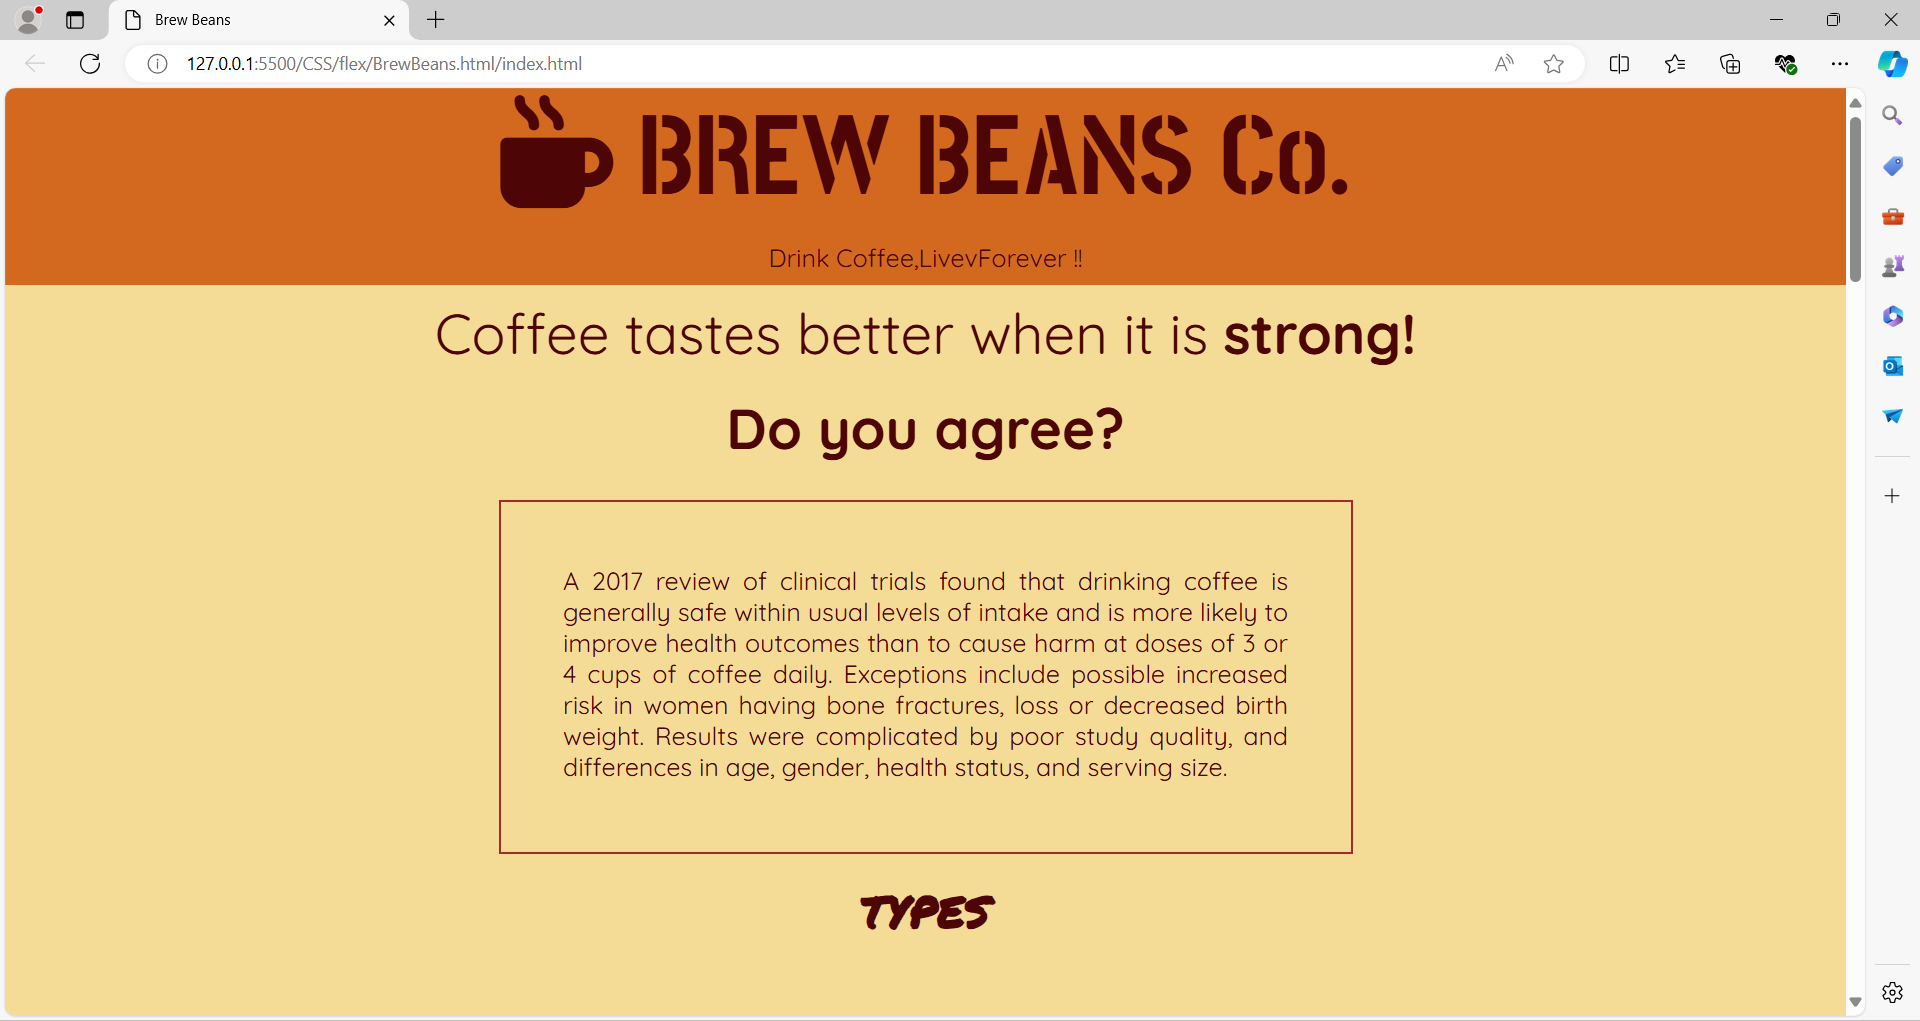 Brew Beans
127.0.0.1:5500/CSS/flex/BrewBeans.html/index.html
BREW BEANS Co.
Drink Coffee,LivevForever !!
Coffee tastes better when it is strong!
Do you agree?
A 2017 review of clinical trials found that drinking coffee is
generally safe within usual levels of intake and is more likely to
improve health outcomes than to cause harm at doses of 3 or
4 cups of coffee daily. Exceptions include possible increased
risk in women having bone fractures, loss or decreased birth
weight. Results were complicated by poor study quality, and
differences in age, gender, health status, and serving size.
TYPES